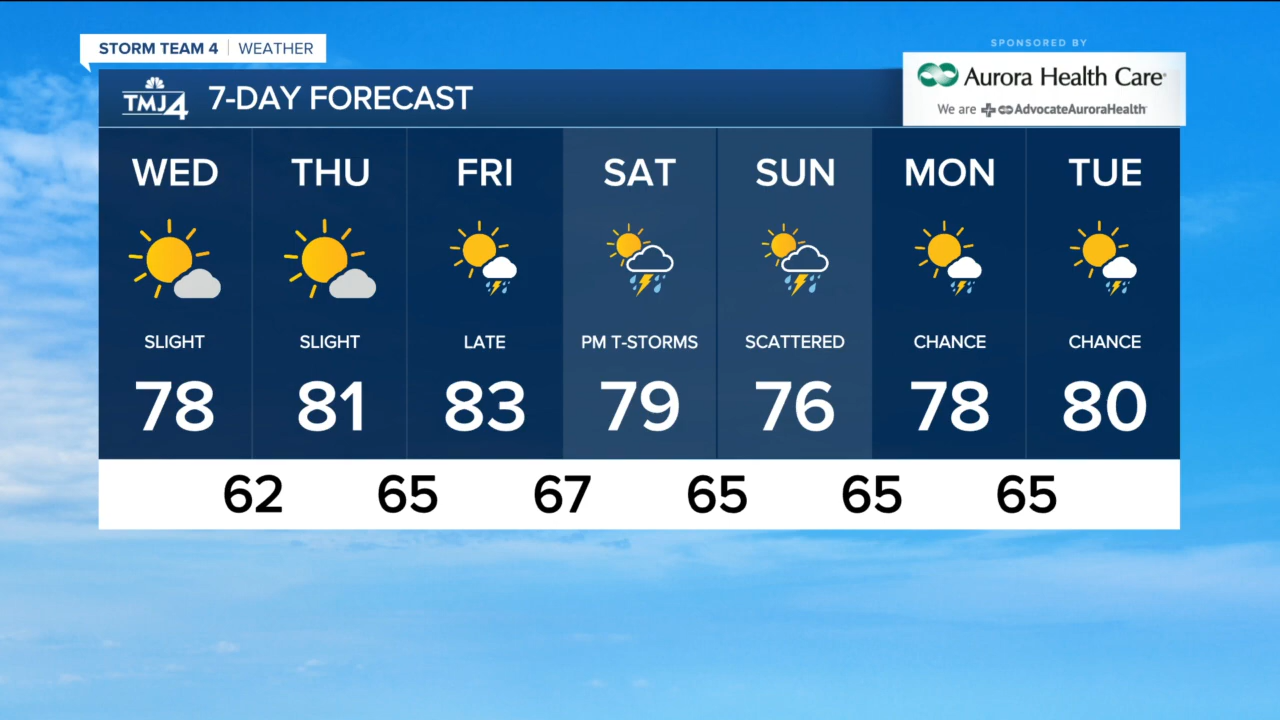 STORM TEAM 4 | WEATHER
SPONSORED BY
Aurora Health Care®
We are AdvocateAuroraHealth
TMJ4 7-DAY FORECAST
WED THU FRI SAT SUN MON TUE
SLIGHT SLIGHT LATE PM T-STORMS SCATTERED CHANCE CHANCE
78 81 83 79 76 78 80
62 65 67 65 65 65